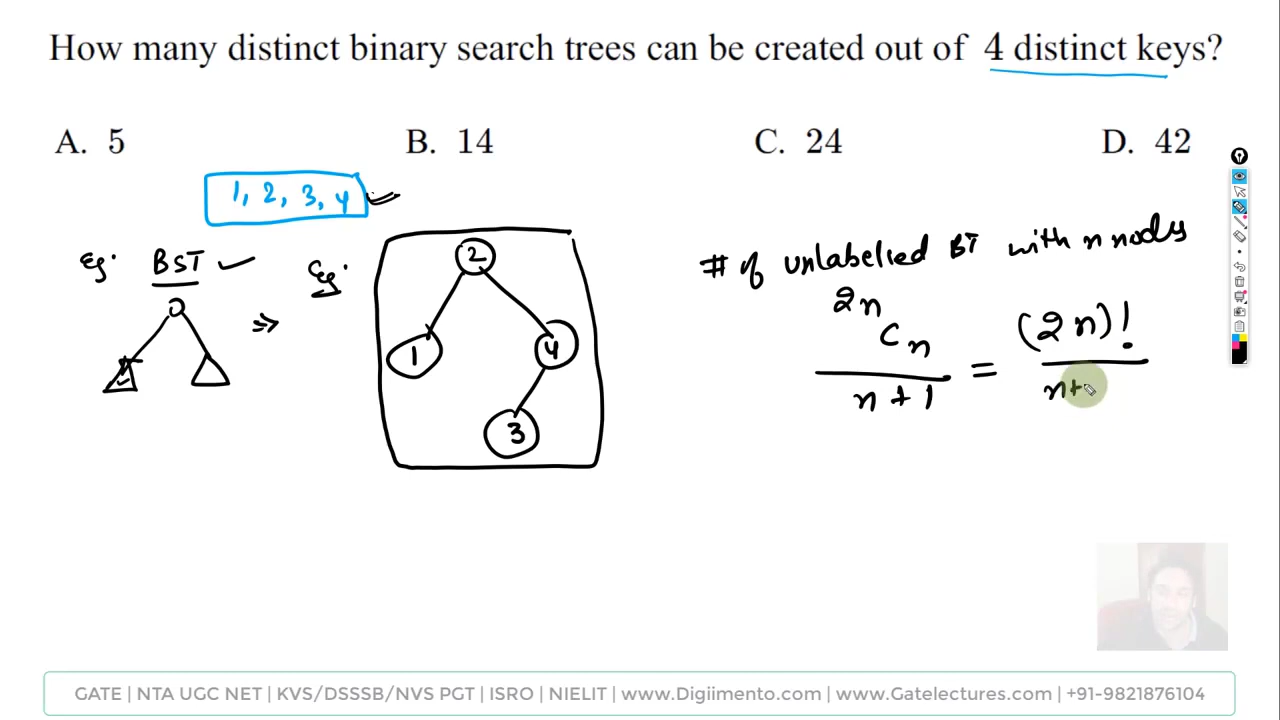 How many distinct binary search trees can be created out of 4 distinct keys?
A. 5 B. 14 C. 24 D. 42
1, 2, 3, 4
Eg. BST
Eg.
2
1
4
3
# of unlabelled BT with n nodes
2n C n / n + 1 = (2n)! / n+
GATE | NTA UGC NET | KVS/DSSSB/NVS PGT | ISRO | NIELIT | www.Digiimento.com | www.Gatelectures.com | +91-9821876104